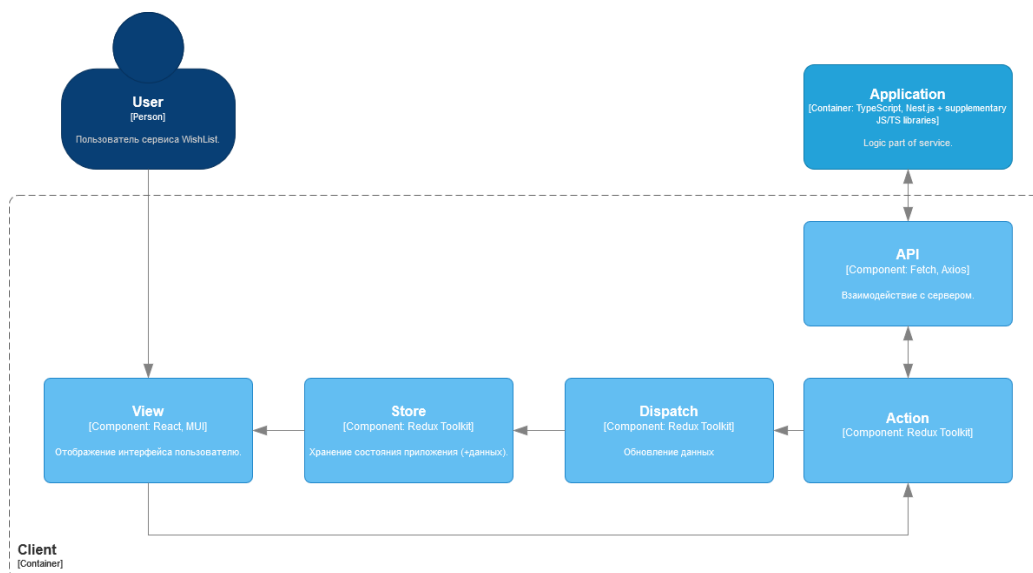 User
[Person]
Пользователь сервиса WishList.
Application
[Container: TypeScript, Nest.js + supplementary
JS/TS libraries]
Logic part of service.
API
[Component: Fetch, Axios]
Взаимодействие с сервером.
View
[Component: React, MUI]
Отображение интерфейса пользователю.
Store
[Component: Redux Toolkit]
Хранение состояния приложения (+данных).
Dispatch
[Component: Redux Toolkit]
Обновление данных
Action
[Component: Redux Toolkit]
Client
[Container]